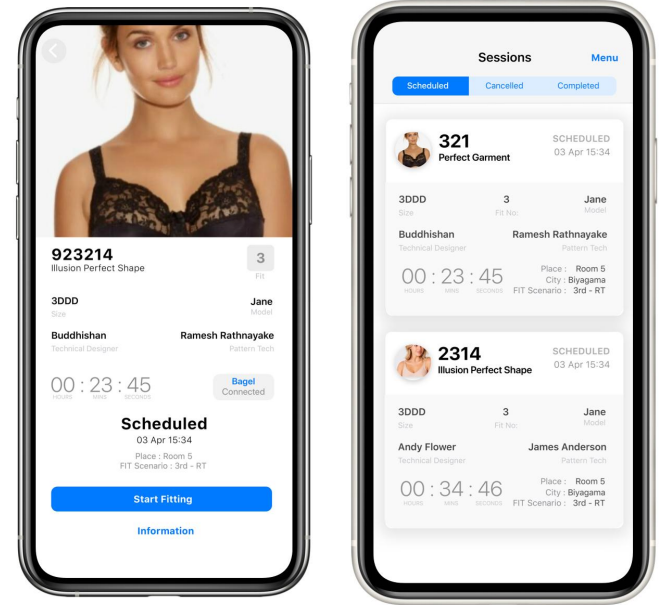 923214
Illusion Perfect Shape
3
Fit
3DDD
Size
Jane
Model
Buddhishan
Technical Designer
Ramesh Rathnayake
Pattern Tech
00 : 23 : 45
HOURS MINS SECONDS
Bagel
Connected
Scheduled
03 Apr 15:34
Place : Room 5
FIT Scenario : 3rd - RT
Start Fitting
Information
Sessions
Menu
Scheduled Cancelled Completed
321
Perfect Garment
SCHEDULED
03 Apr 15:34
3DDD 3 Jane
Size Fit No: Model
Buddhishan Ramesh Rathnayake
Technical Designer Pattern Tech
00 : 23 : 45
HOURS MINS SECONDS
Place : Room 5
City : Biyagama
FIT Scenario : 3rd - RT
2314
Illusion Perfect Shape
SCHEDULED
03 Apr 15:34
3DDD 3 Jane
Size Fit No: Model
Andy Flower James Anderson
Technical Designer Pattern Tech
00 : 34 : 46
HOURS MINS SECONDS
Place : Room 5
City : Biyagama
FIT Scenario : 3rd - RT